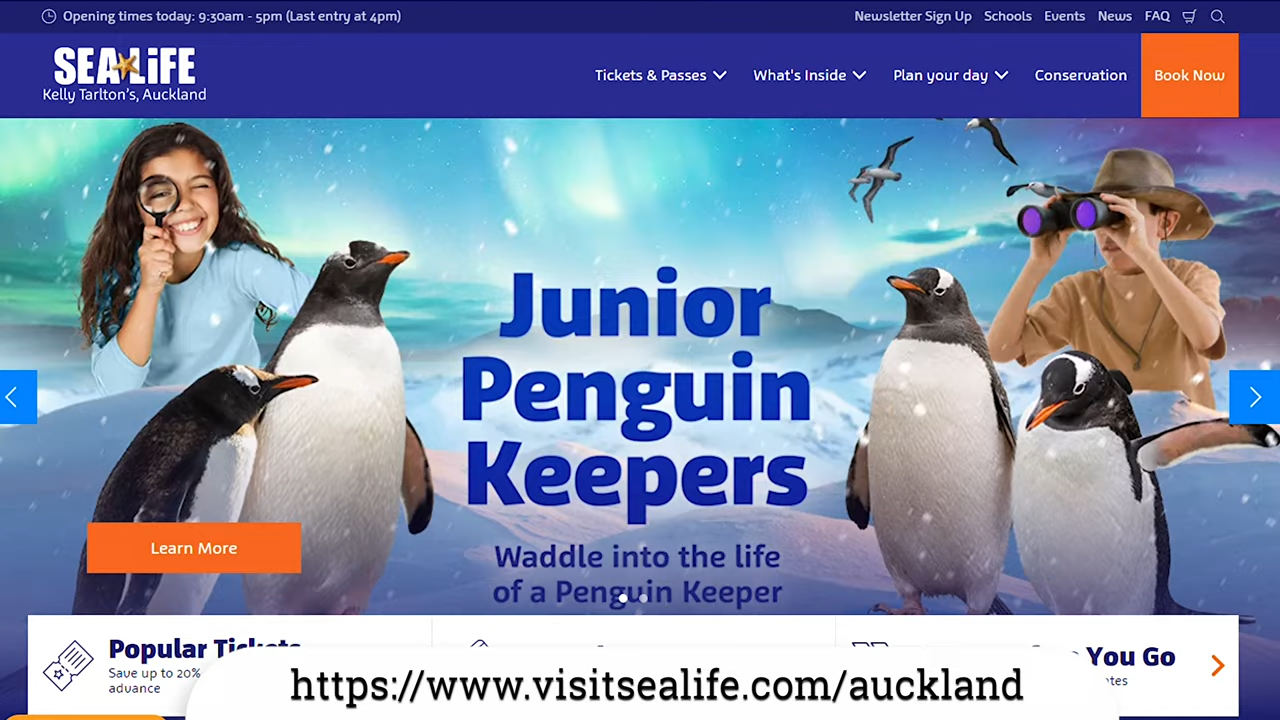 Opening times today: 9:30am - 5pm (Last entry at 4pm)
Newsletter Sign Up Schools Events News FAQ
SEA LiFE
Kelly Tarlton's, Auckland
Tickets & Passes What's Inside Plan your day Conservation Book Now
Junior
Penguin
Keepers
Waddle into the life
of a Penguin Keeper
Learn More
Popular Tickets
Save up to 20%
advance
You Go
https://www.visitsealife.com/auckland